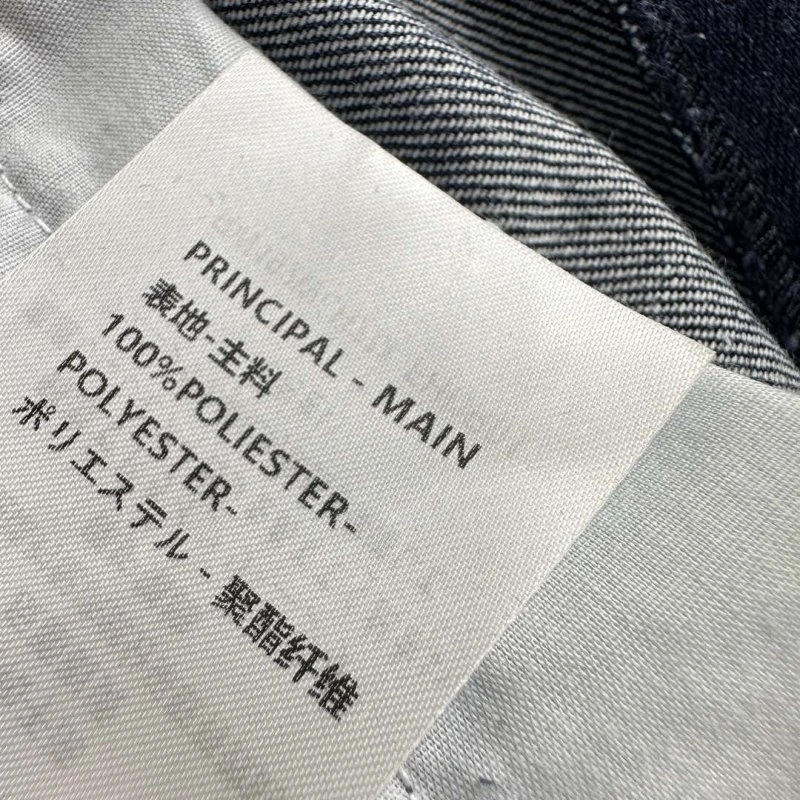 PRINCIPAL - MAIN
表地-主料
100%POLIESTER-
POLYESTER-
ポリエステル - 聚酯纤维